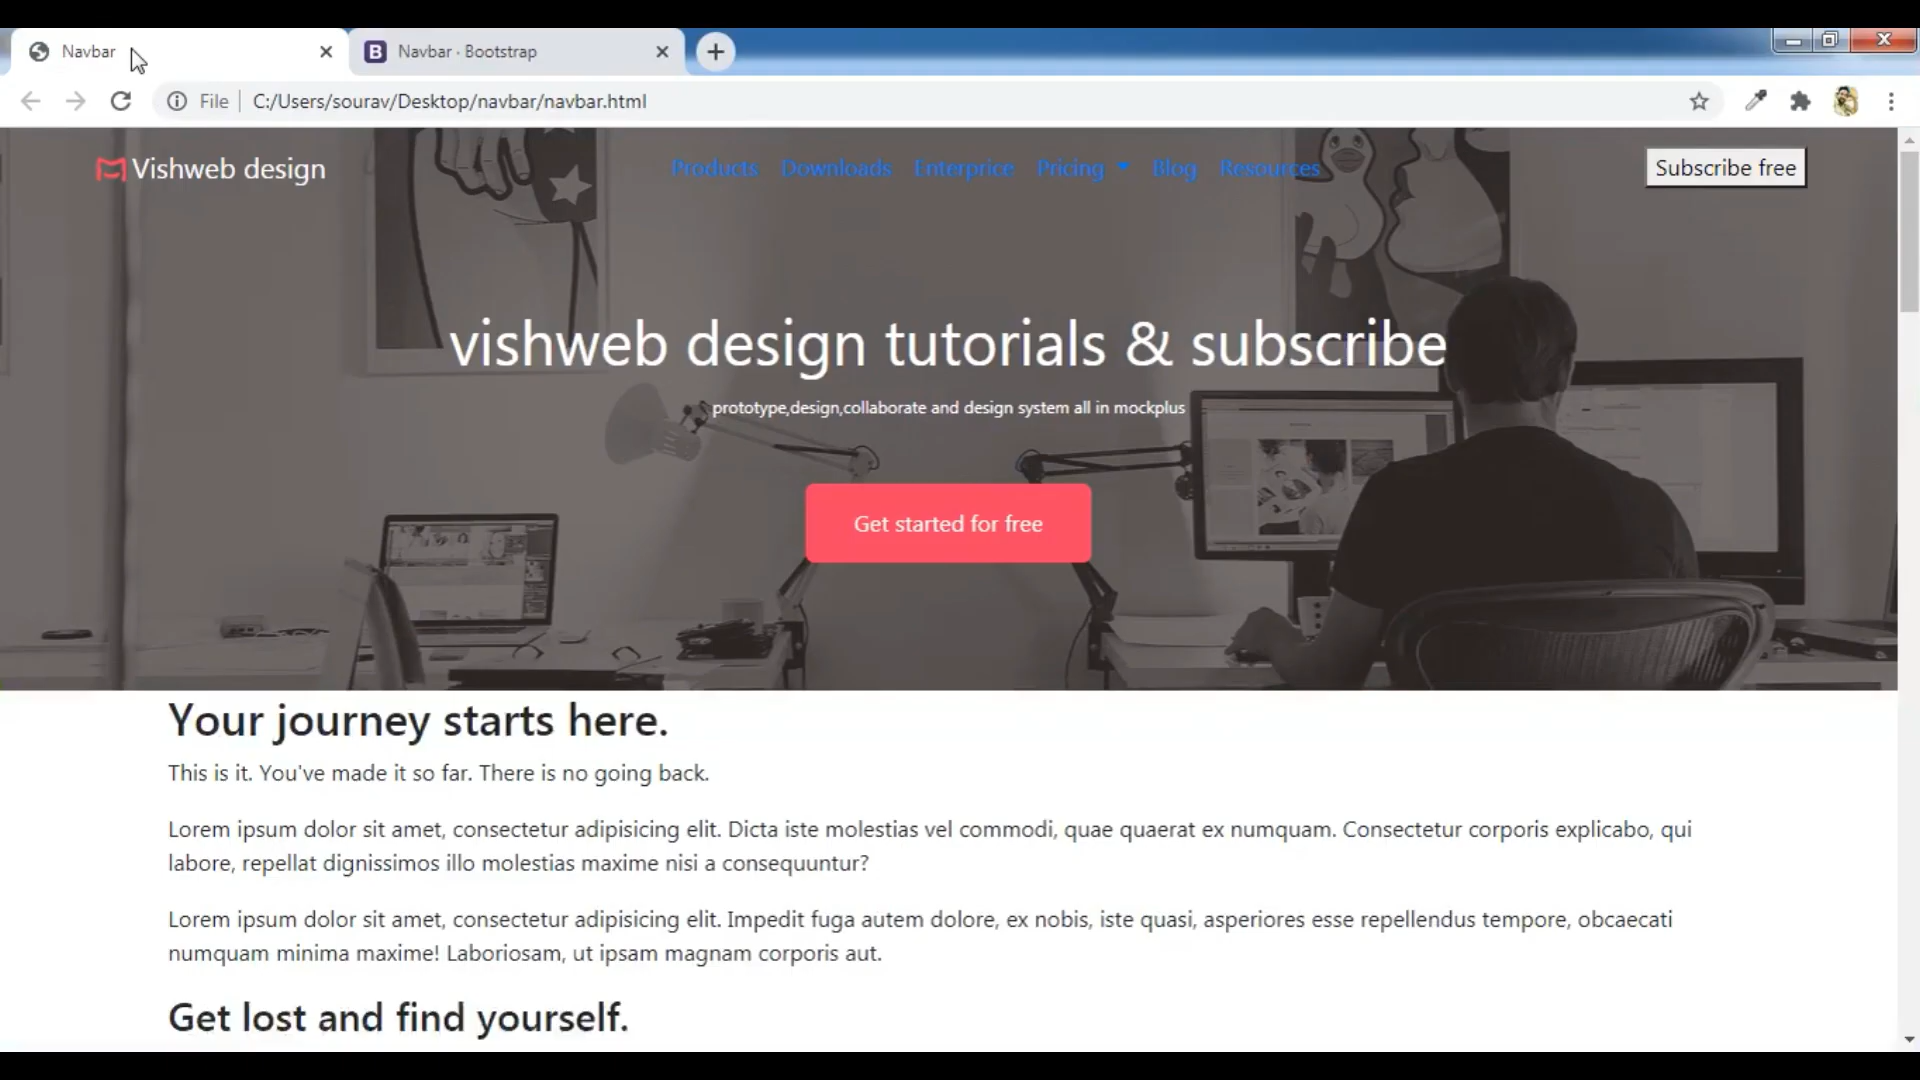 Navbar
B Navbar · Bootstrap
File C:/Users/sourav/Desktop/navbar/navbar.html
Vishweb design Products Downloads Enterprice Pricing Blog Resources Subscribe free
vishweb design tutorials & subscribe
prototype,design,collaborate and design system all in mockplus
Get started for free
Your journey starts here.
This is it. You've made it so far. There is no going back.
Lorem ipsum dolor sit amet, consectetur adipisicing elit. Dicta iste molestias vel commodi, quae quaerat ex numquam. Consectetur corporis explicabo, qui
labore, repellat dignissimos illo molestias maxime nisi a consequuntur?
Lorem ipsum dolor sit amet, consectetur adipisicing elit. Impedit fuga autem dolore, ex nobis, iste quasi, asperiores esse repellendus tempore, obcaecati
numquam minima maxime! Laboriosam, ut ipsam magnam corporis aut.
Get lost and find yourself.